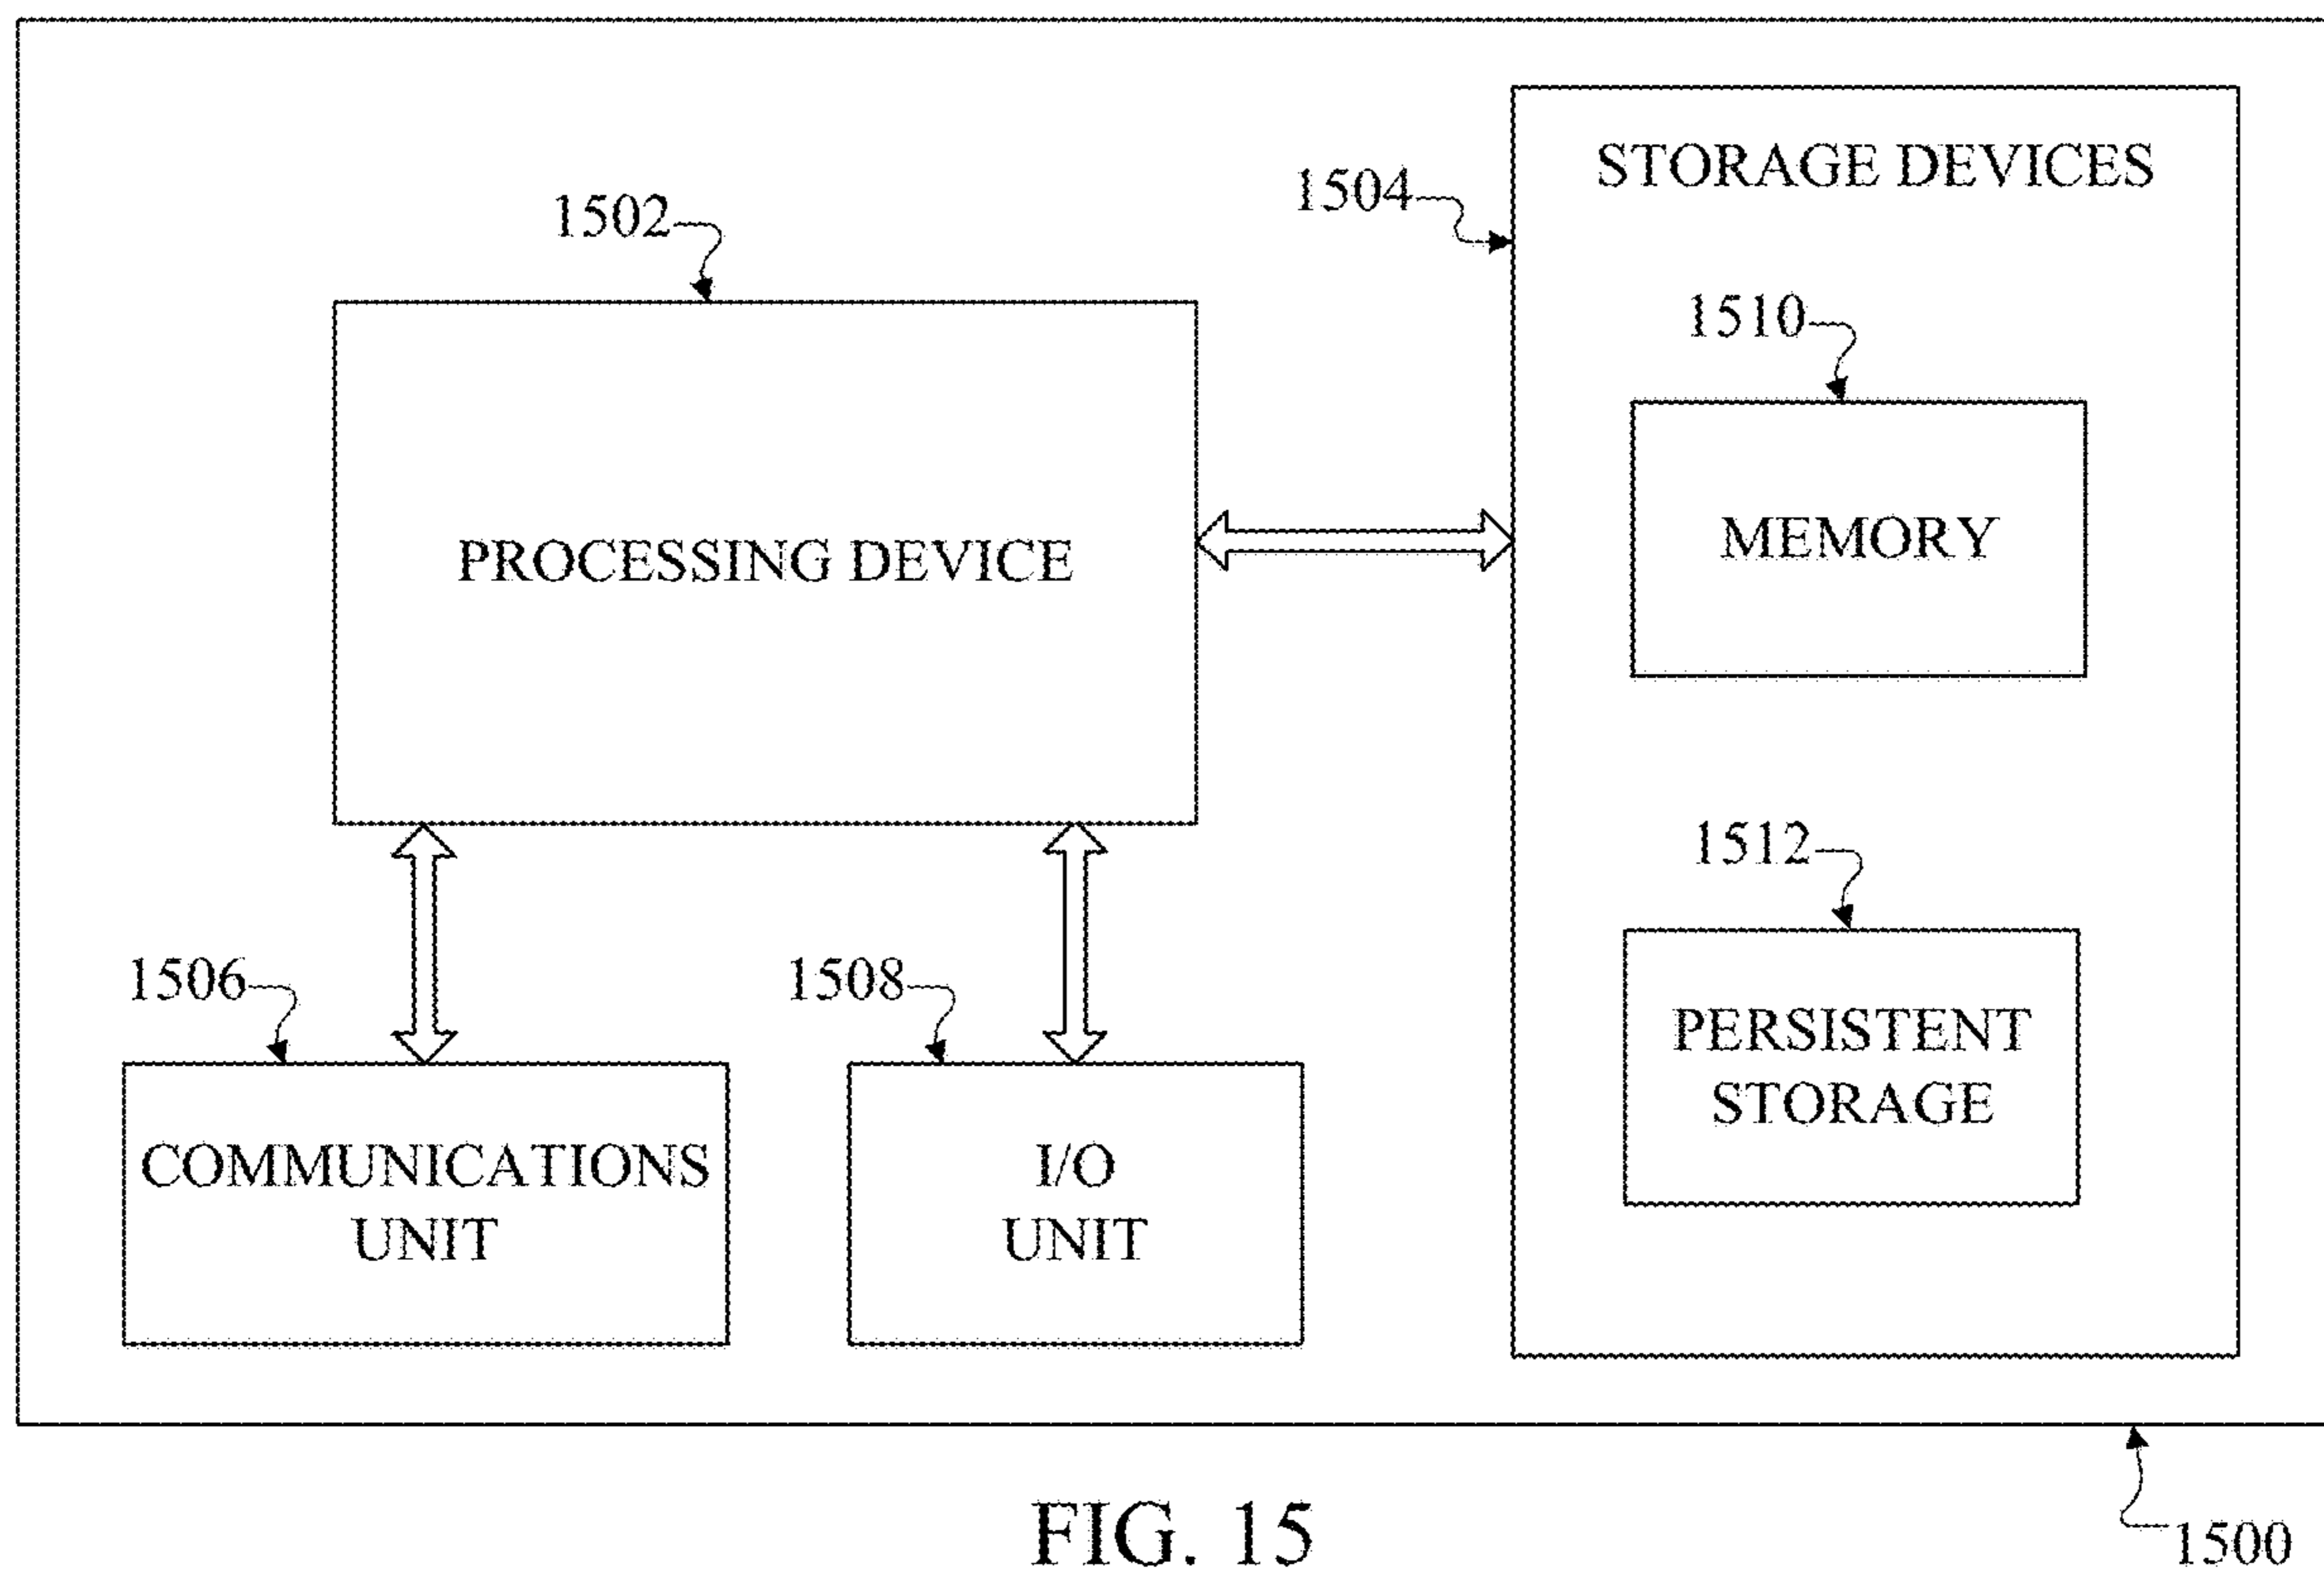 1502
PROCESSING DEVICE
1504
STORAGE DEVICES
1510
MEMORY
1512
PERSISTENT
STORAGE
1506
COMMUNICATIONS
UNIT
1508
I/O
UNIT
1500
FIG. 15